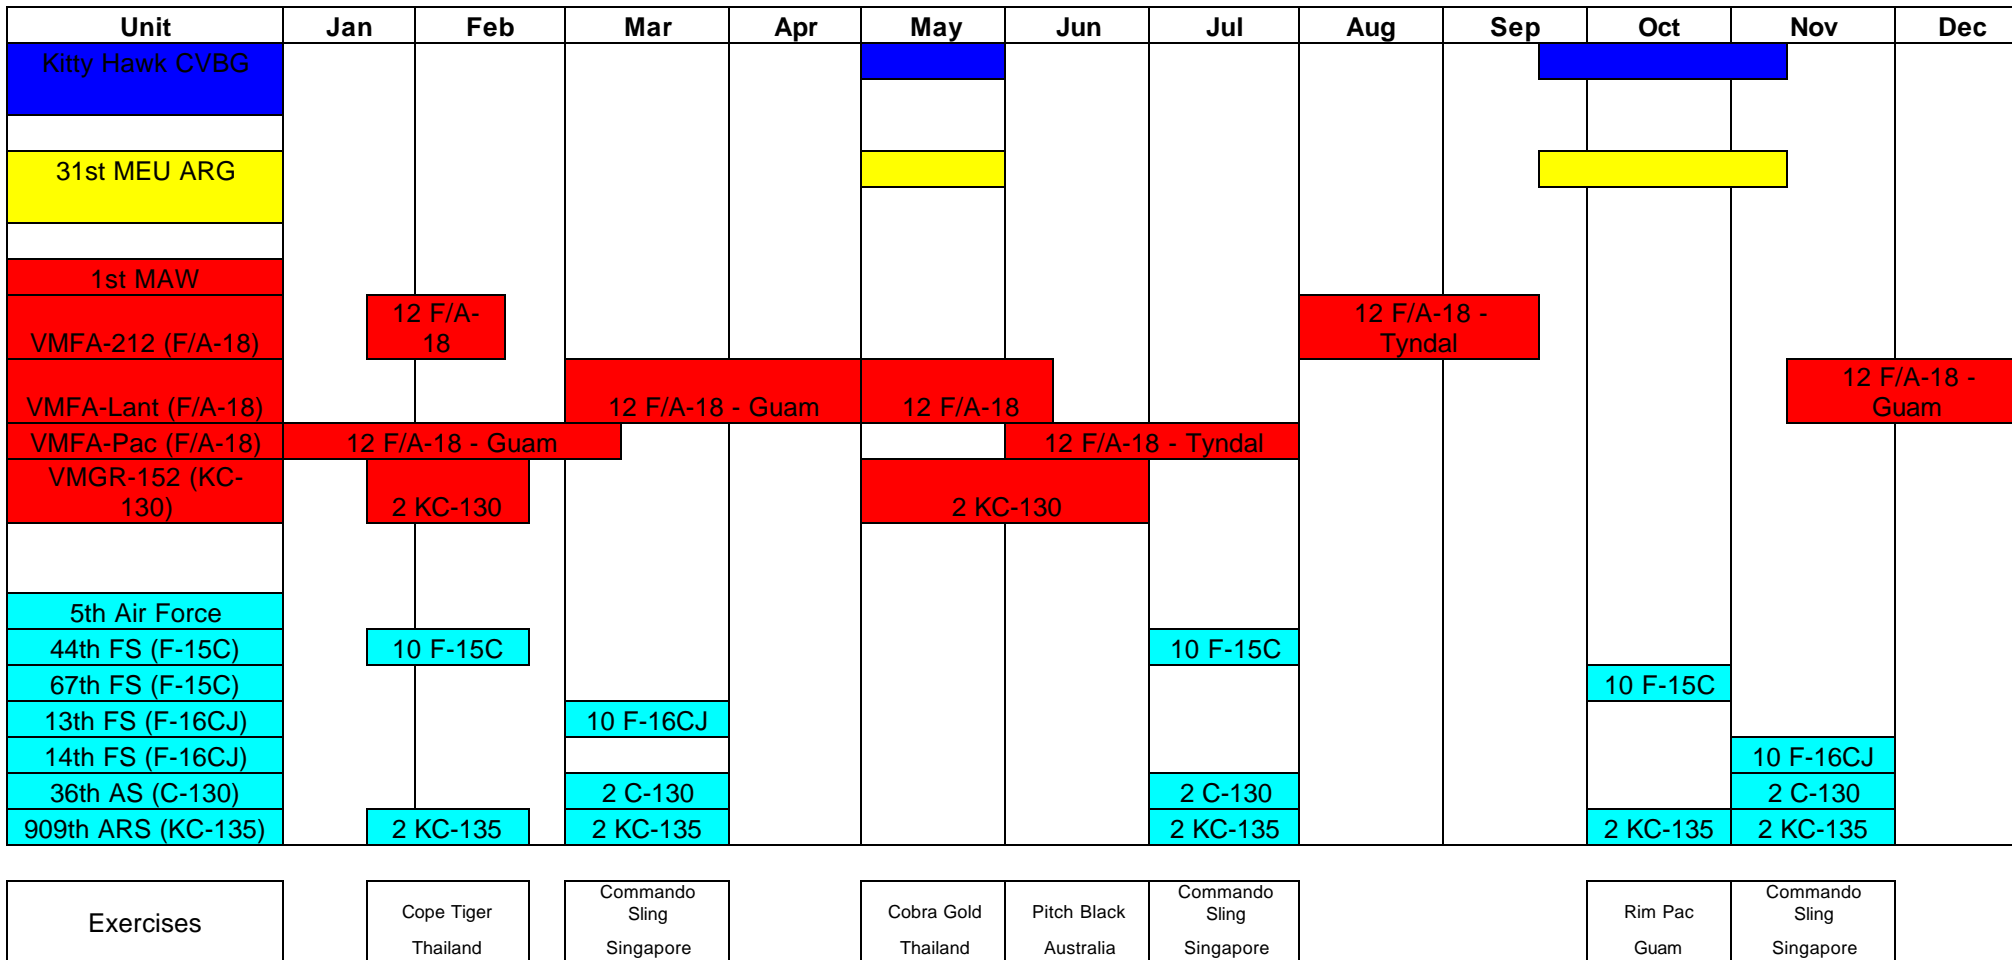 Unit Jan Feb Mar Apr May Jun Jul Aug Sep Oct Nov Dec
Kitty Hawk CVBG
31st MEU ARG
1st MAW
12 F/A-
18
12 F/A-18 -
Tyndal
VMFA-212 (F/A-18)
12 F/A-18 -
Guam
VMFA-Lant (F/A-18) 12 F/A-18 - Guam 12 F/A-18
VMFA-Pac (F/A-18) 12 F/A-18 - Guam 12 F/A-18 - Tyndal
VMGR-152 (KC-
130) 2 KC-130 2 KC-130
5th Air Force
44th FS (F-15C) 10 F-15C 10 F-15C
67th FS (F-15C) 10 F-15C
13th FS (F-16CJ) 10 F-16CJ
14th FS (F-16CJ) 10 F-16CJ
36th AS (C-130) 2 C-130 2 C-130 2 C-130
909th ARS (KC-135) 2 KC-135 2 KC-135 2 KC-135 2 KC-135 2 KC-135
Exercises
Cope Tiger
Thailand
Commando
Sling
Singapore
Cobra Gold
Thailand
Pitch Black
Australia
Commando
Sling
Singapore
Rim Pac
Guam
Commando
Sling
Singapore